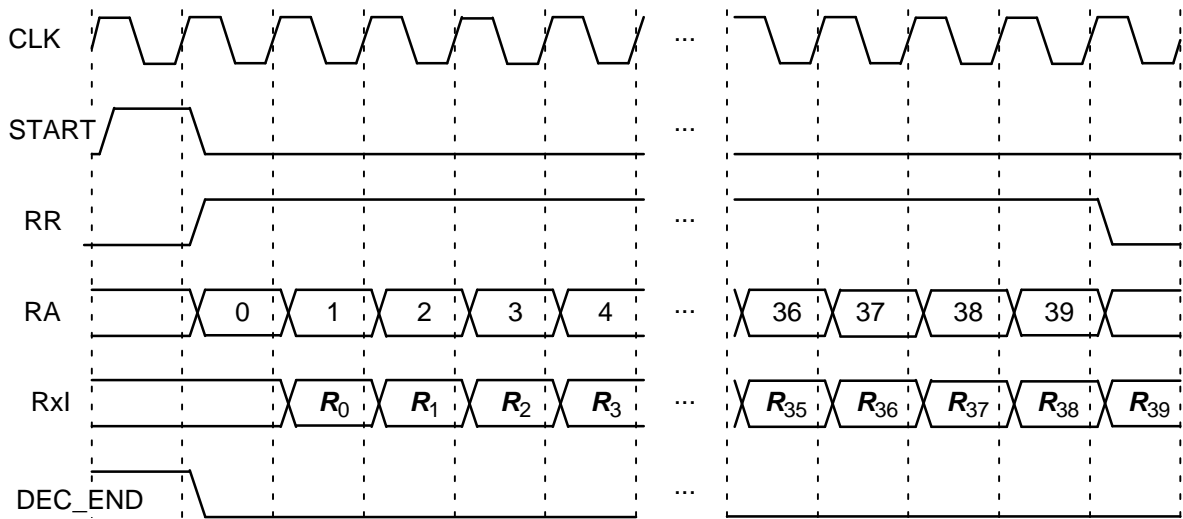 CLK ...
START ...
RR ...
RA 0 1 2 3 4 ... 36 37 38 39
RxI R0 R1 R2 R3 ... R35 R36 R37 R38 R39
DEC_END ...